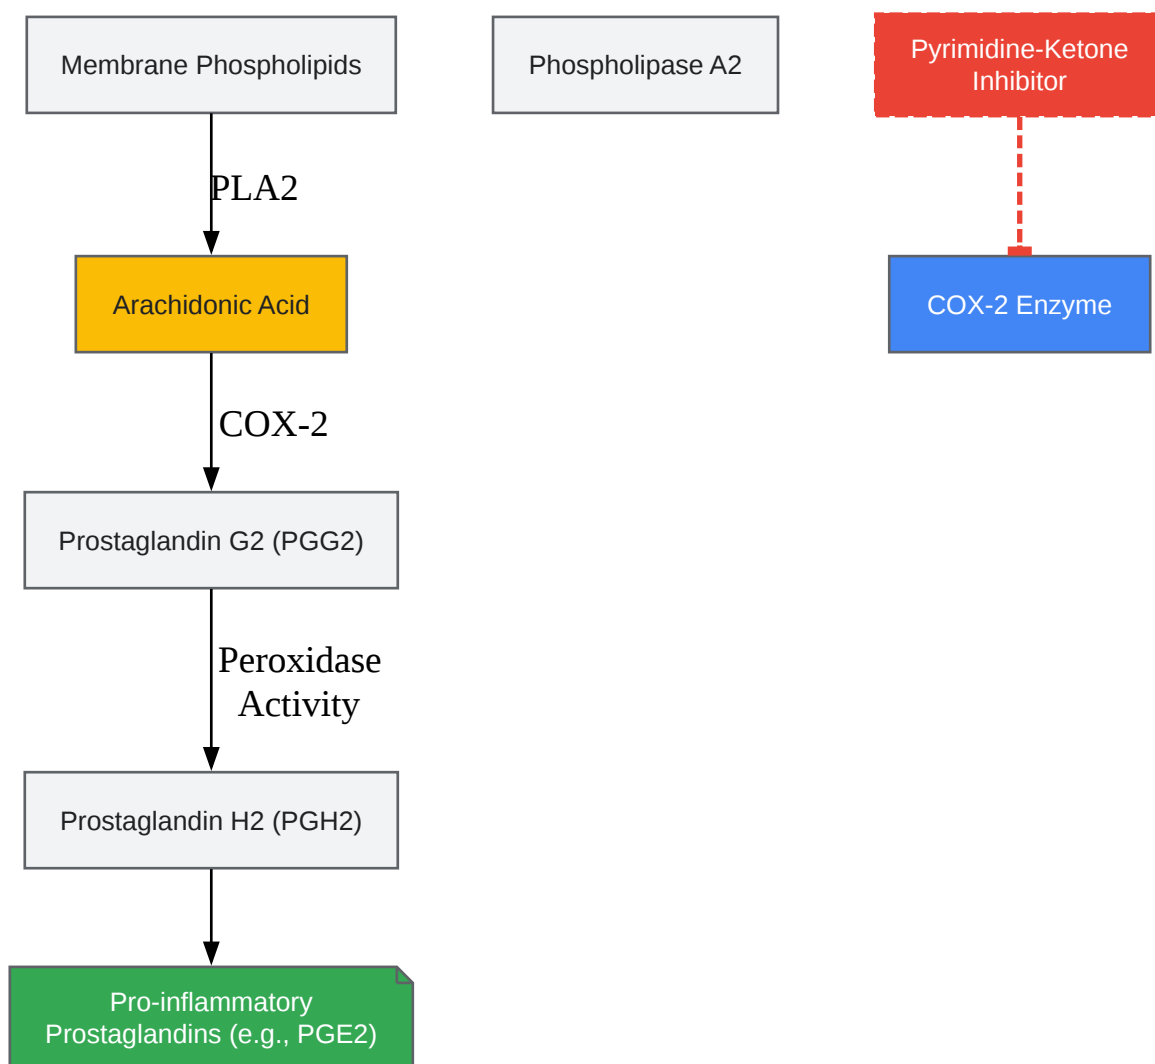 Membrane Phospholipids
Phospholipase A2
Pyrimidine-Ketone
Inhibitor
PLA2
Arachidonic Acid
COX-2 Enzyme
COX-2
Prostaglandin G2 (PGG2)
Peroxidase
Activity
Prostaglandin H2 (PGH2)
Pro-inflammatory
Prostaglandins (e.g., PGE2)